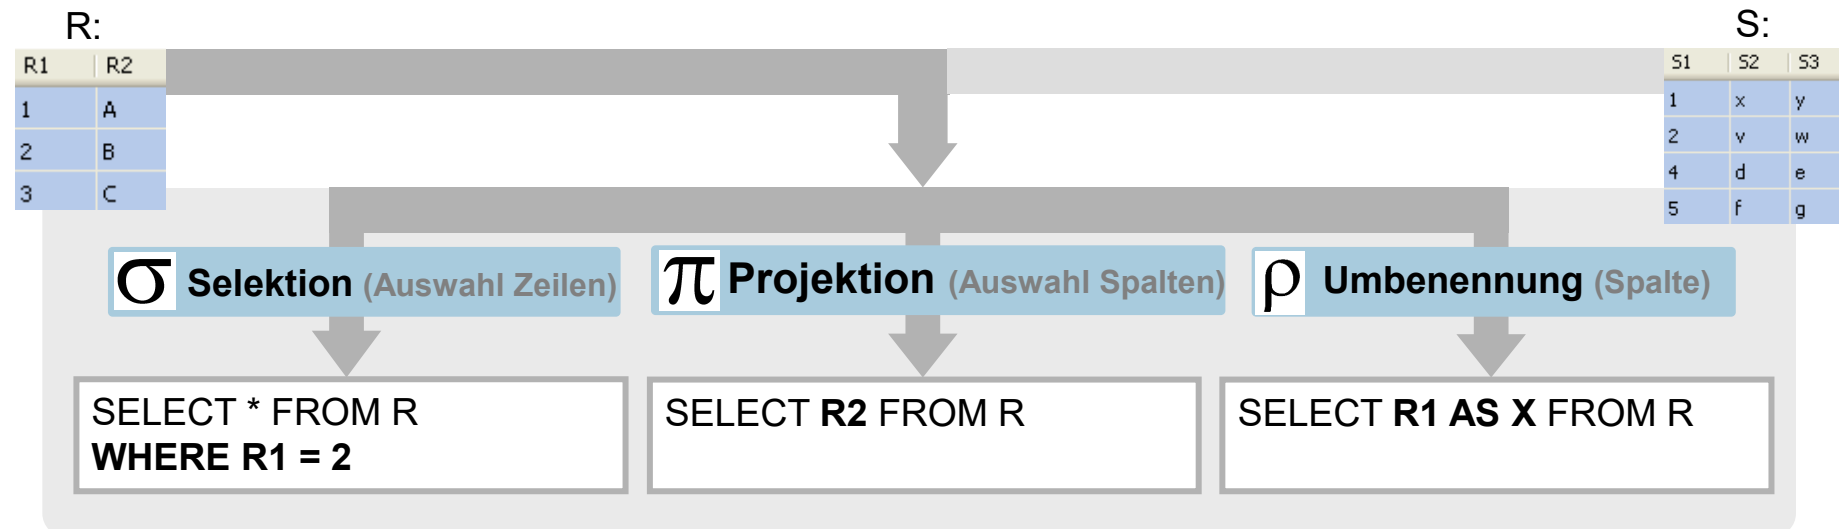 R:
R1 R2
1 A
2 B
3 C
S:
S1 S2 S3
1 x y
2 v w
4 d e
5 f g
σ Selektion (Auswahl Zeilen)
π Projektion (Auswahl Spalten)
ρ Umbenennung (Spalte)
SELECT * FROM R
WHERE R1 = 2
SELECT R2 FROM R
SELECT R1 AS X FROM R